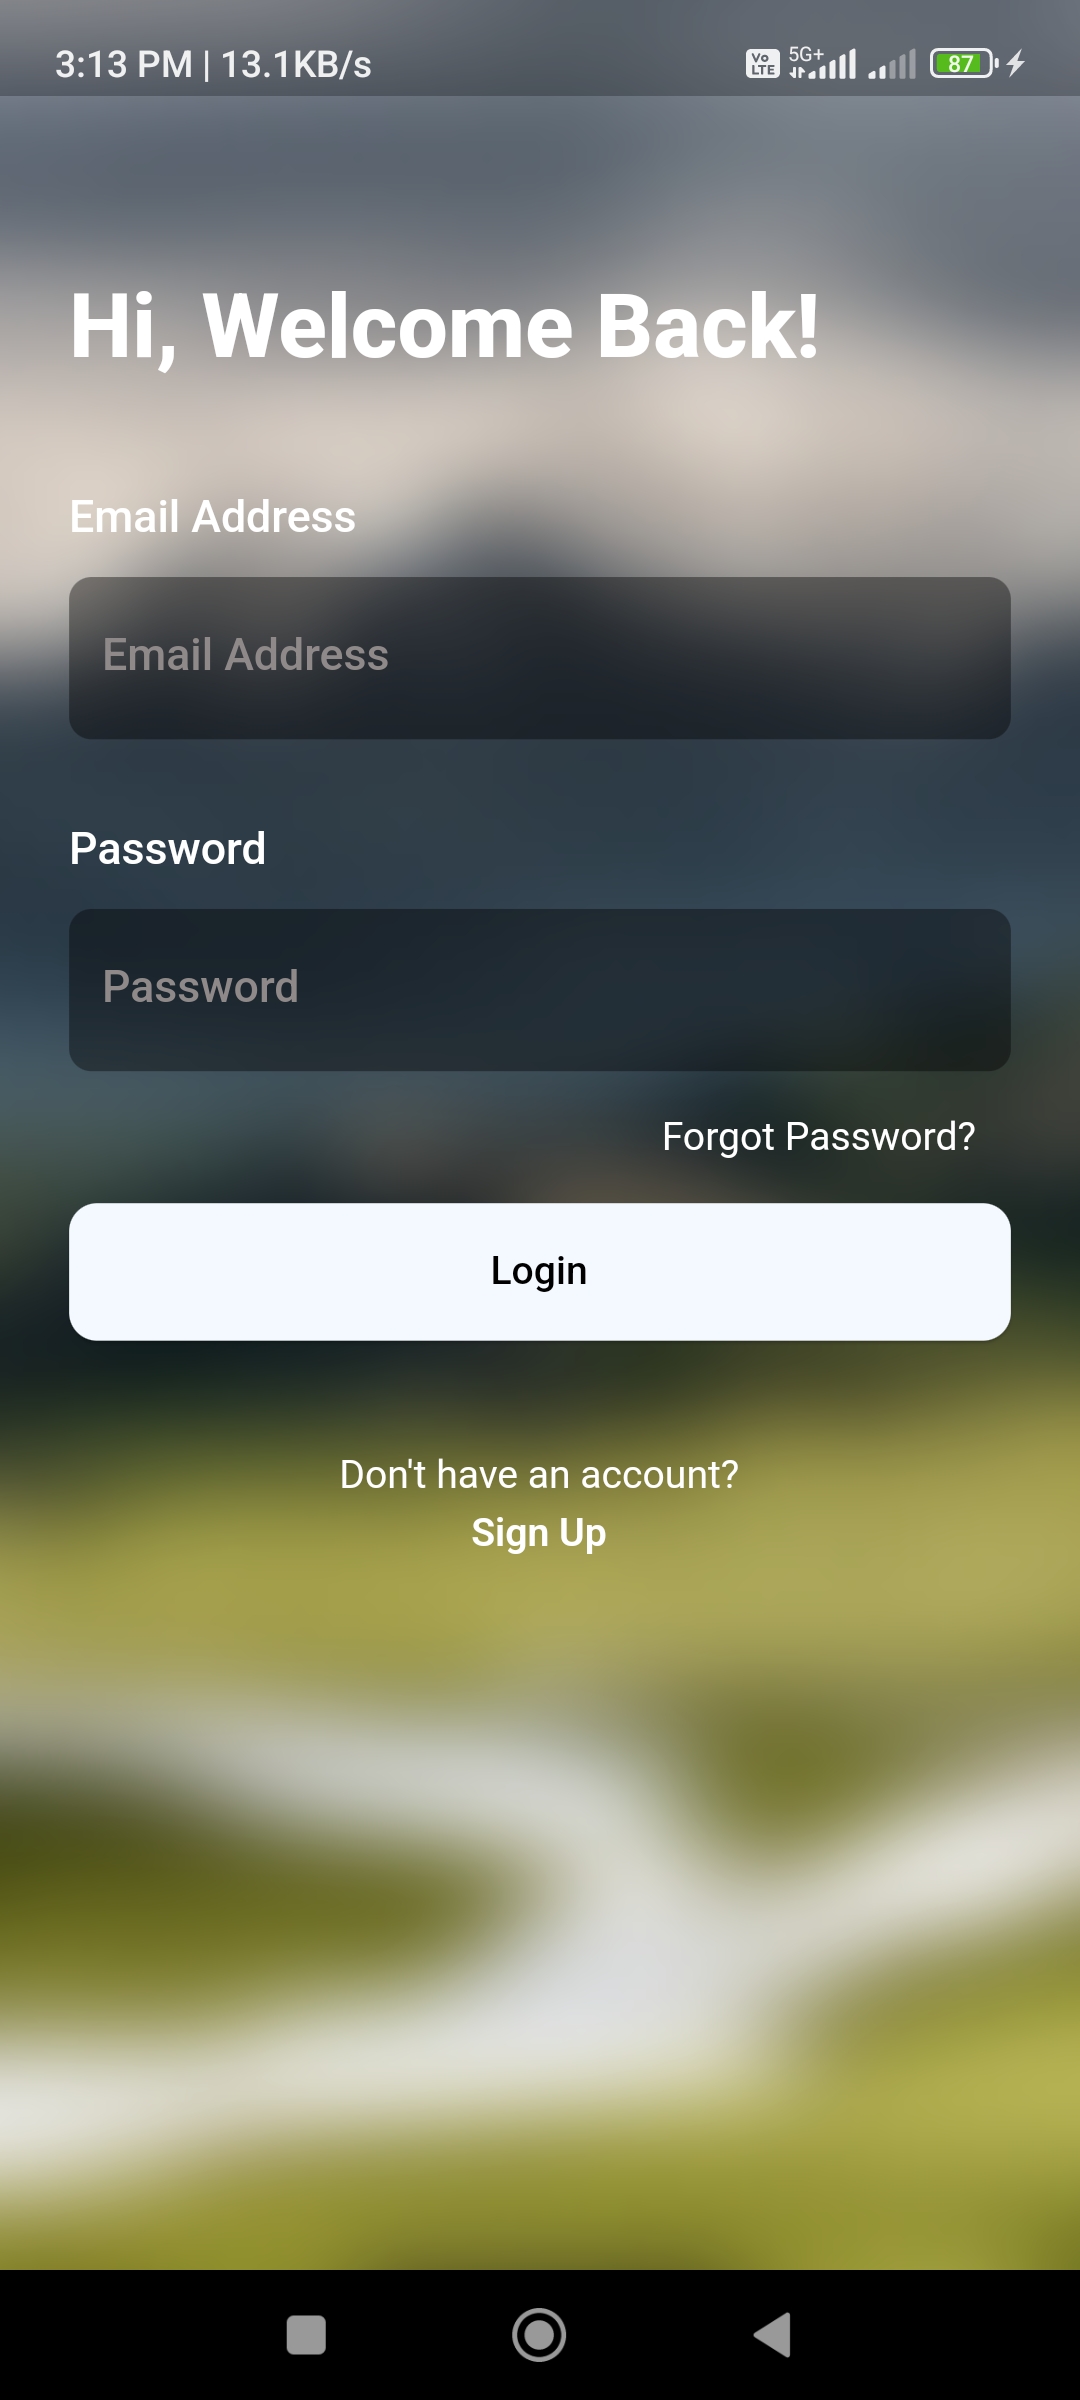 3:13 PM | 13.1KB/s Vo LTE 5G+ 87
Hi, Welcome Back!
Email Address
Email Address
Password
Password
Forgot Password?
Login
Don't have an account?
Sign Up